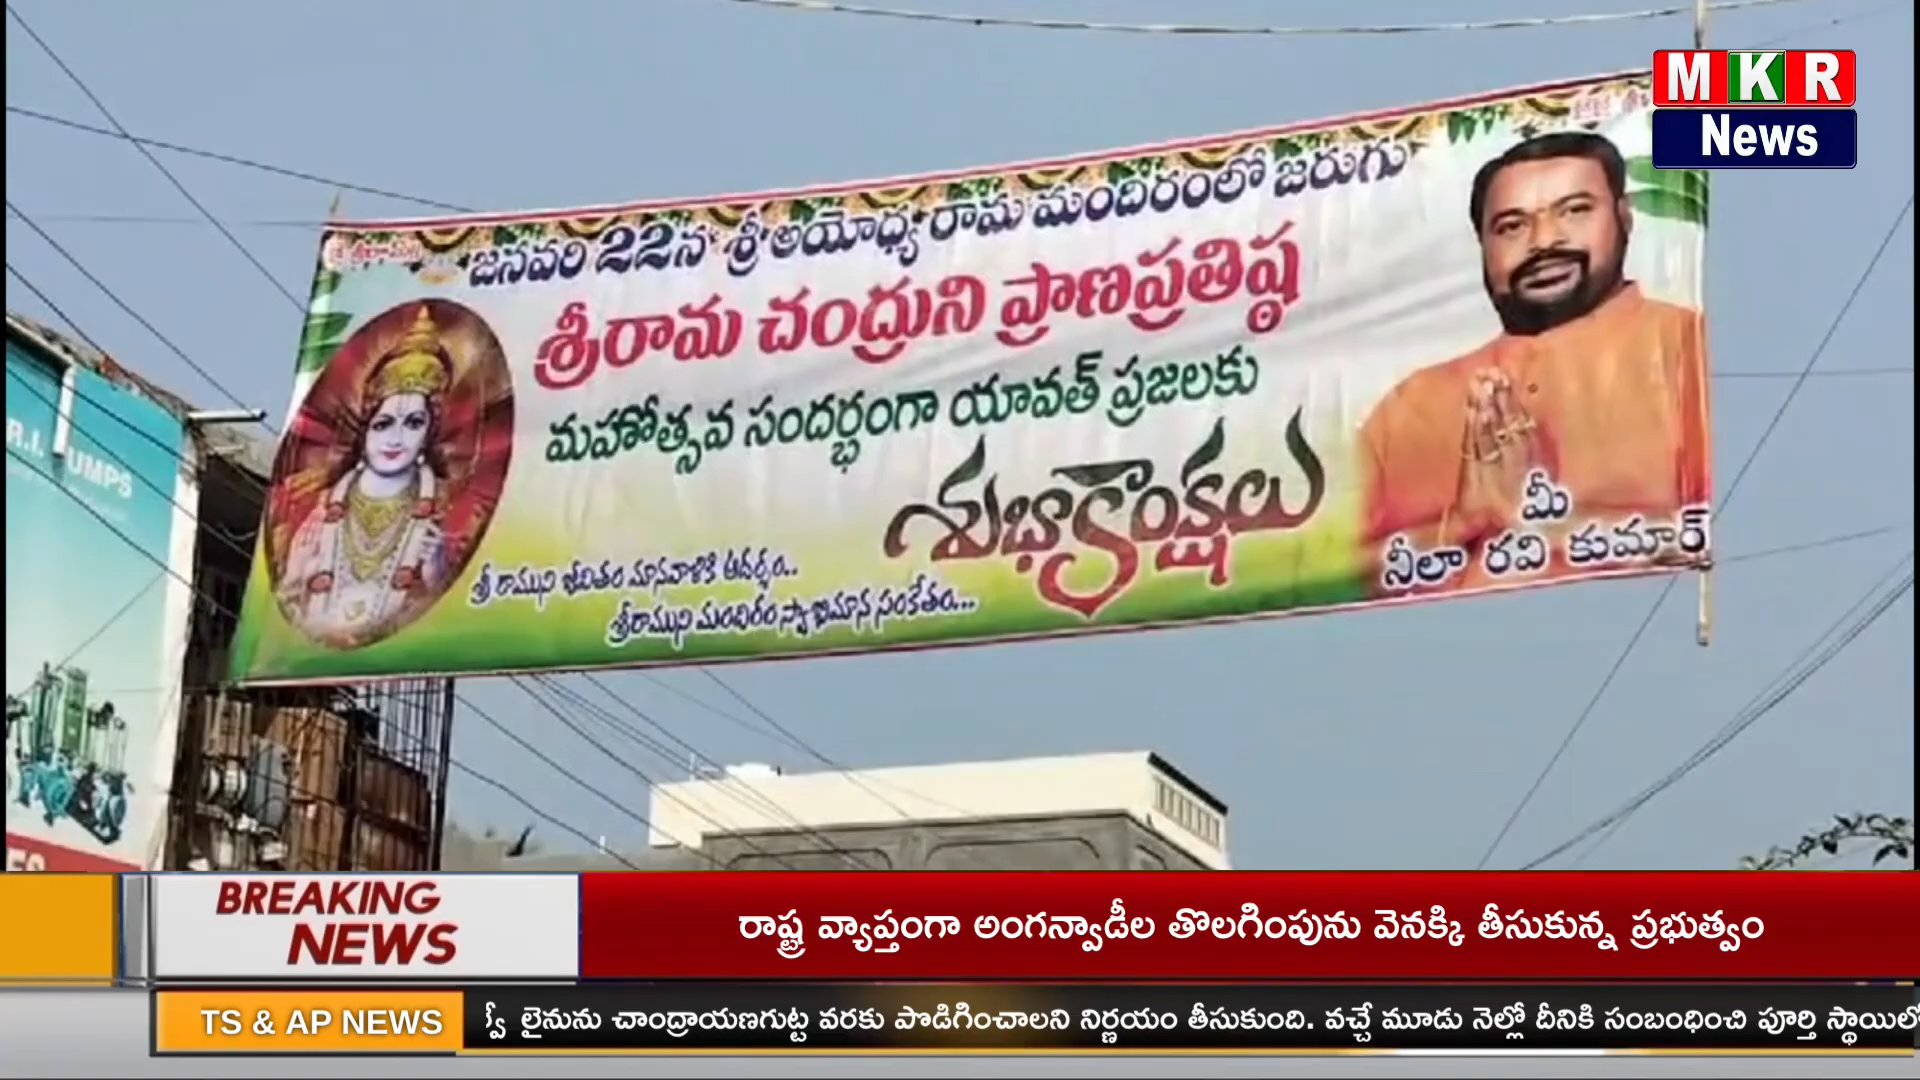 MKR
News
జనవరి 22న శ్రీ అయోధ్య రామ మందిరంలో జరుగు
శ్రీరామ చంద్రుని ప్రాణప్రతిష్ఠ
మహోత్సవ సందర్భంగా యావత్ ప్రజలకు
శుభాకాంక్షలు
శ్రీ రాముని జీవితం మానవాళికి ఆదర్శం..
శ్రీరాముని మందిరం స్వాభిమాన సంకేతం...
మీ
నీలా రవి కుమార్
R.I. PUMPS
BREAKING
NEWS
రాష్ట్ర వ్యాప్తంగా అంగన్వాడీల తొలగింపును వెనక్కి తీసుకున్న ప్రభుత్వం
TS & AP NEWS
లైనును చాంద్రాయణగుట్ట వరకు పొడిగించాలని నిర్ణయం తీసుకుంది. వచ్చే మూడు నెల్లో దీనికి సంబంధించి పూర్తి స్థాయిలో